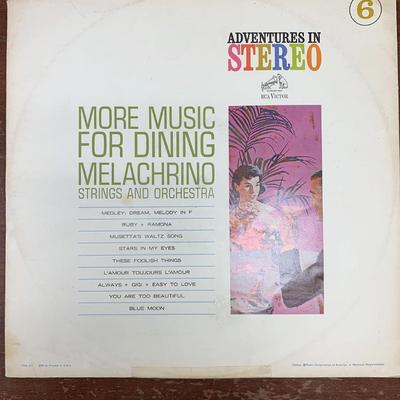 6
ADVENTURES IN
STEREO
RCA VICTOR
MORE MUSIC
FOR DINING
MELACHRINO
STRINGS AND ORCHESTRA
MEDLEY: DREAM, MELODY IN F
RUBY • RAMONA
MUSETTA'S WALTZ SONG
STARS IN MY EYES
THESE FOOLISH THINGS
L'AMOUR TOUJOURS L'AMOUR
ALWAYS • GIGI • EASY TO LOVE
YOU ARE TOO BEAUTIFUL
BLUE MOON